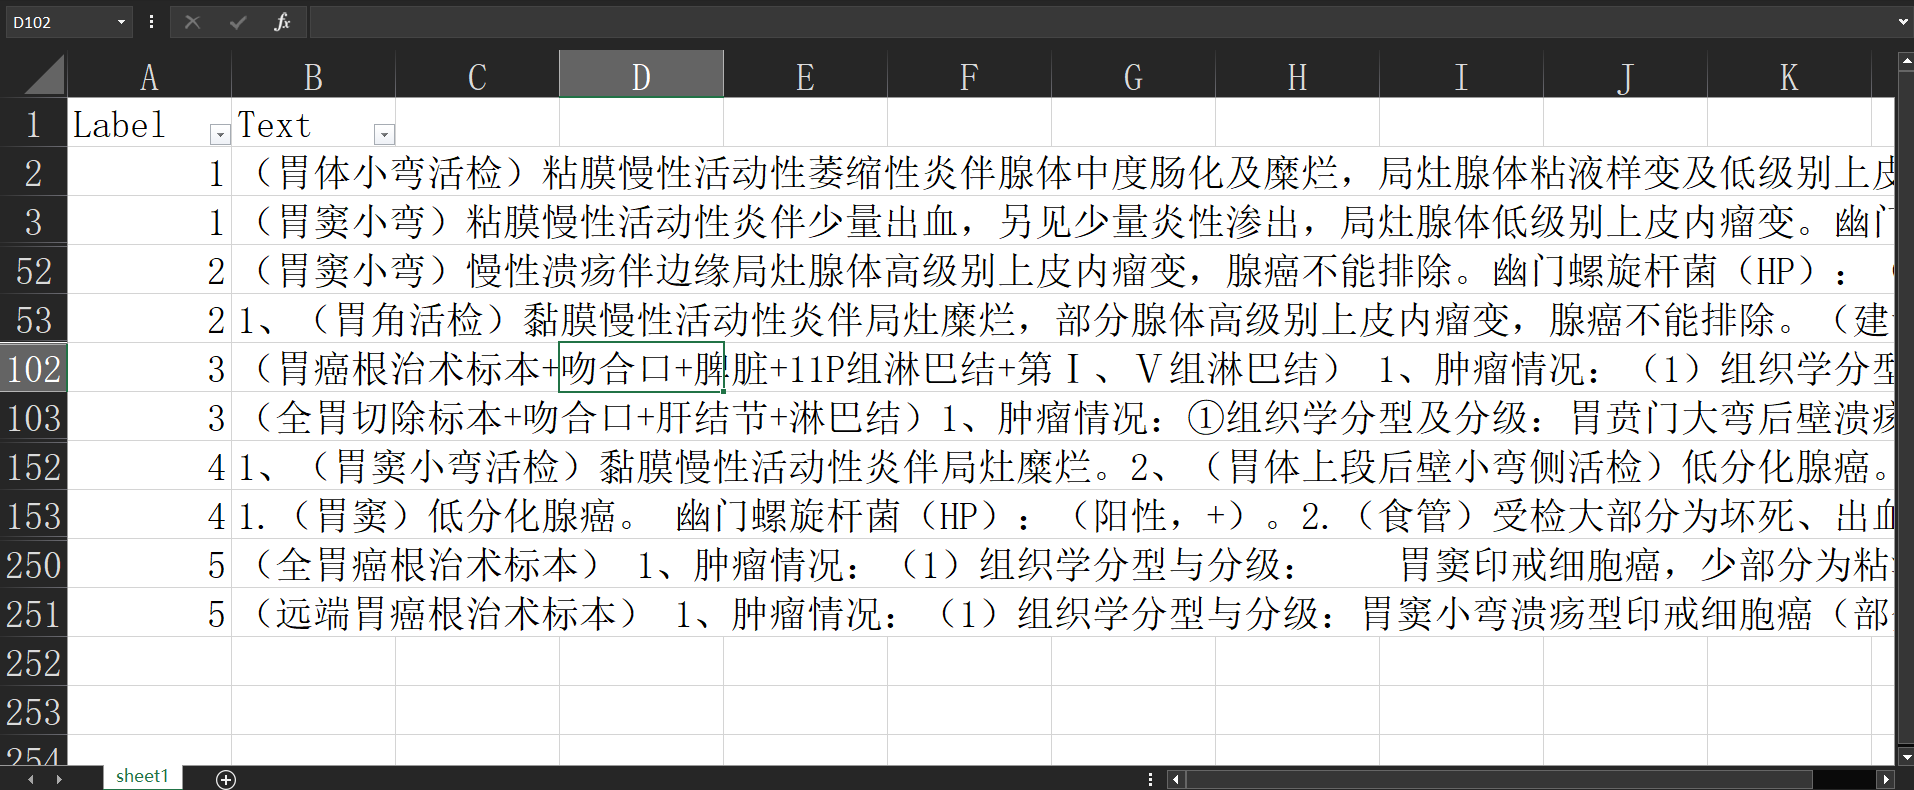 D102
fx
A B C D E F G H I J K
1 Label Text
2 1 （胃体小弯活检）粘膜慢性活动性萎缩性炎伴腺体中度肠化及糜烂，局灶腺体粘液样变及低级别上皮
3 1 （胃窦小弯）粘膜慢性活动性炎伴少量出血，另见少量炎性渗出，局灶腺体低级别上皮内瘤变。幽门
52 2 （胃窦小弯）慢性溃疡伴边缘局灶腺体高级别上皮内瘤变，腺癌不能排除。幽门螺旋杆菌（HP）：（
53 2 1、（胃角活检）黏膜慢性活动性炎伴局灶糜烂，部分腺体高级别上皮内瘤变，腺癌不能排除。（建
102 3 （胃癌根治术标本+吻合口+脾脏+11P组淋巴结+第Ⅰ、Ⅴ组淋巴结） 1、肿瘤情况：（1）组织学分型
103 3 （全胃切除标本+吻合口+肝结节+淋巴结）1、肿瘤情况：①组织学分型及分级：胃贲门大弯后壁溃疡
152 4 1、（胃窦小弯活检）黏膜慢性活动性炎伴局灶糜烂。2、（胃体上段后壁小弯侧活检）低分化腺癌。
153 4 1.（胃窦）低分化腺癌。 幽门螺旋杆菌（HP）：（阳性，+）。2.（食管）受检大部分为坏死、出血
250 5 （全胃癌根治术标本） 1、肿瘤情况：（1）组织学分型与分级： 胃窦印戒细胞癌，少部分为粘
251 5 （远端胃癌根治术标本） 1、肿瘤情况：（1）组织学分型与分级：胃窦小弯溃疡型印戒细胞癌（部
252
253
254
sheet1